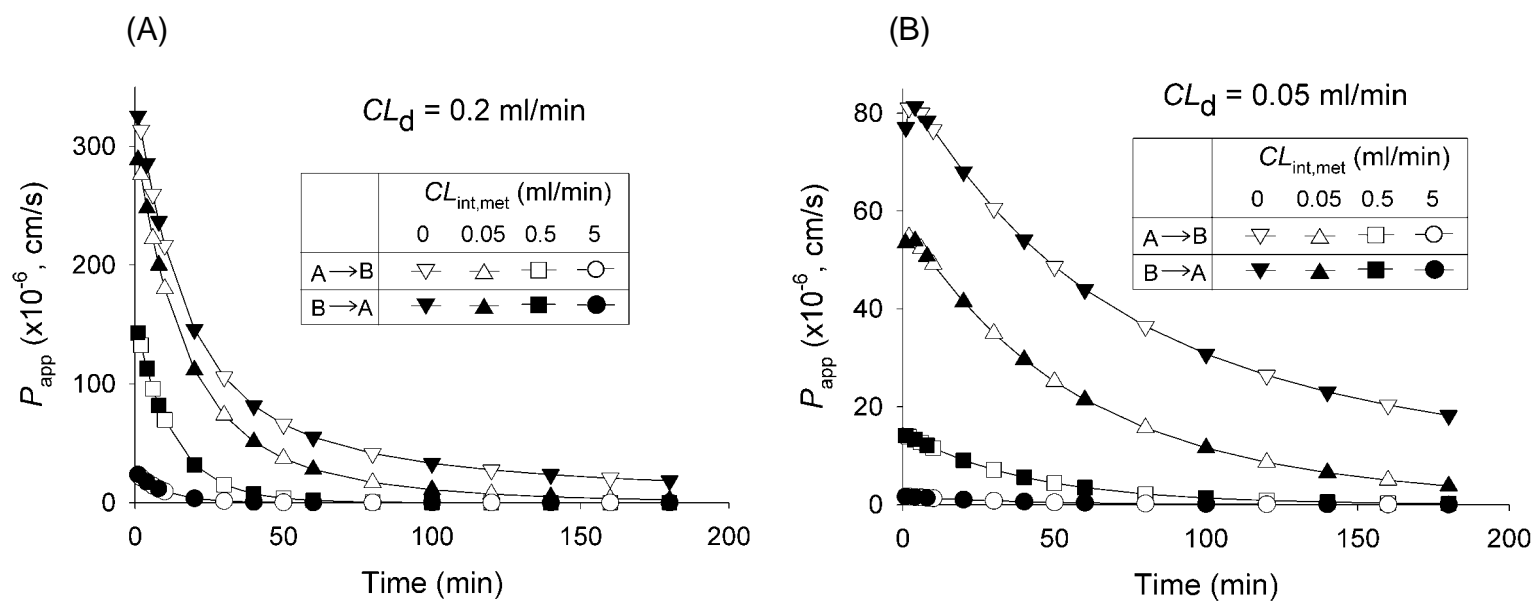 (A)
CLd = 0.2 ml/min
CLint,met (ml/min)
0 0.05 0.5 5
A→B
B→A
Papp (x10-6, cm/s)
300
200
100
0
0 50 100 150 200
Time (min)
(B)
CLd = 0.05 ml/min
CLint,met (ml/min)
0 0.05 0.5 5
A→B
B→A
Papp (x10-6, cm/s)
80
60
40
20
0
0 50 100 150 200
Time (min)